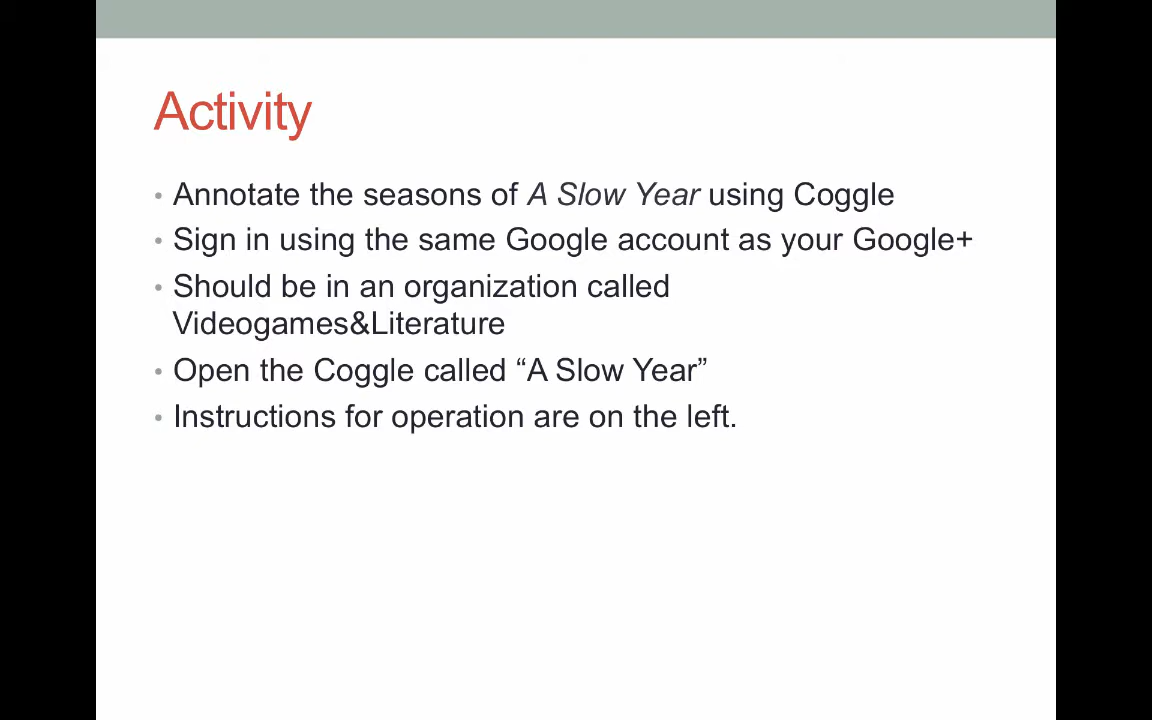 Activity
• Annotate the seasons of A Slow Year using Coggle
• Sign in using the same Google account as your Google+
• Should be in an organization called
Videogames&Literature
• Open the Coggle called “A Slow Year”
• Instructions for operation are on the left.